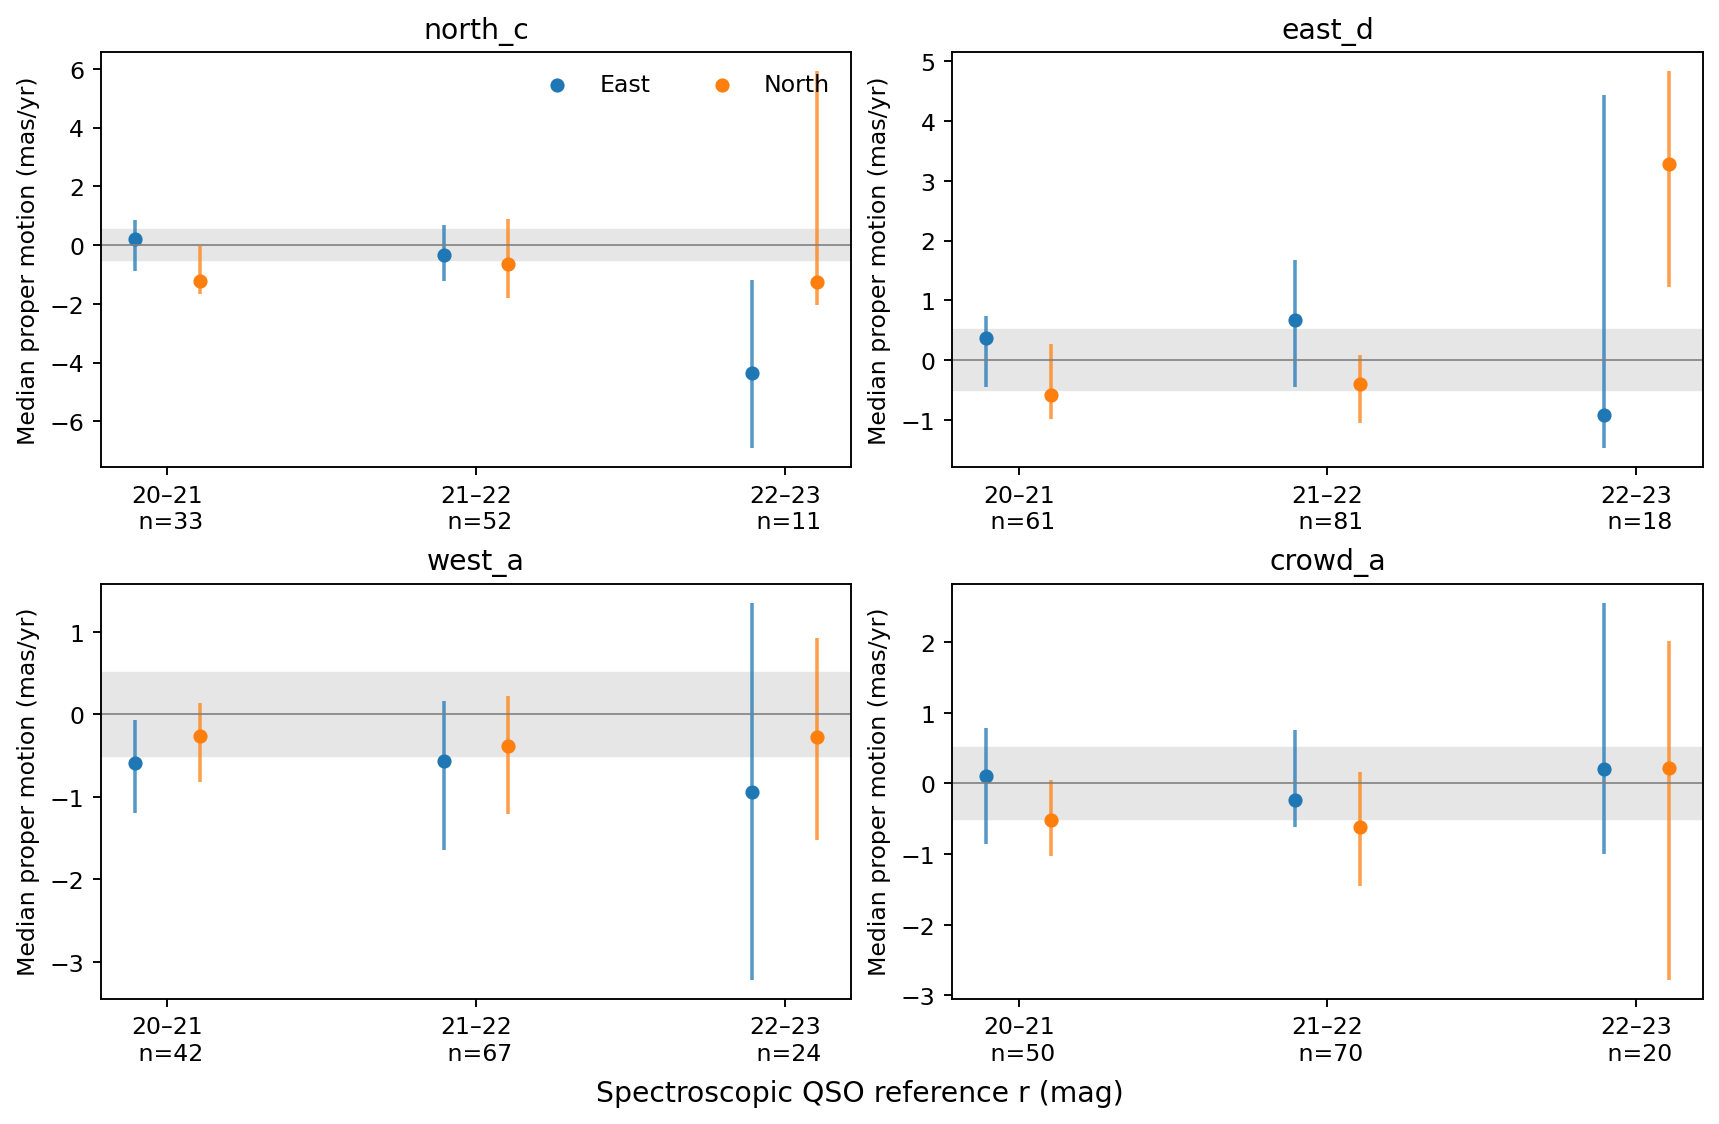 north_c
Median proper motion (mas/yr)
6
4
2
0
−2
−4
−6
East
North
20–21
n=33
21–22
n=52
22–23
n=11
east_d
Median proper motion (mas/yr)
5
4
3
2
1
0
−1
20–21
n=61
21–22
n=81
22–23
n=18
west_a
Median proper motion (mas/yr)
1
0
−1
−2
−3
20–21
n=42
21–22
n=67
22–23
n=24
crowd_a
Median proper motion (mas/yr)
2
1
0
−1
−2
−3
20–21
n=50
21–22
n=70
22–23
n=20
Spectroscopic QSO reference r (mag)